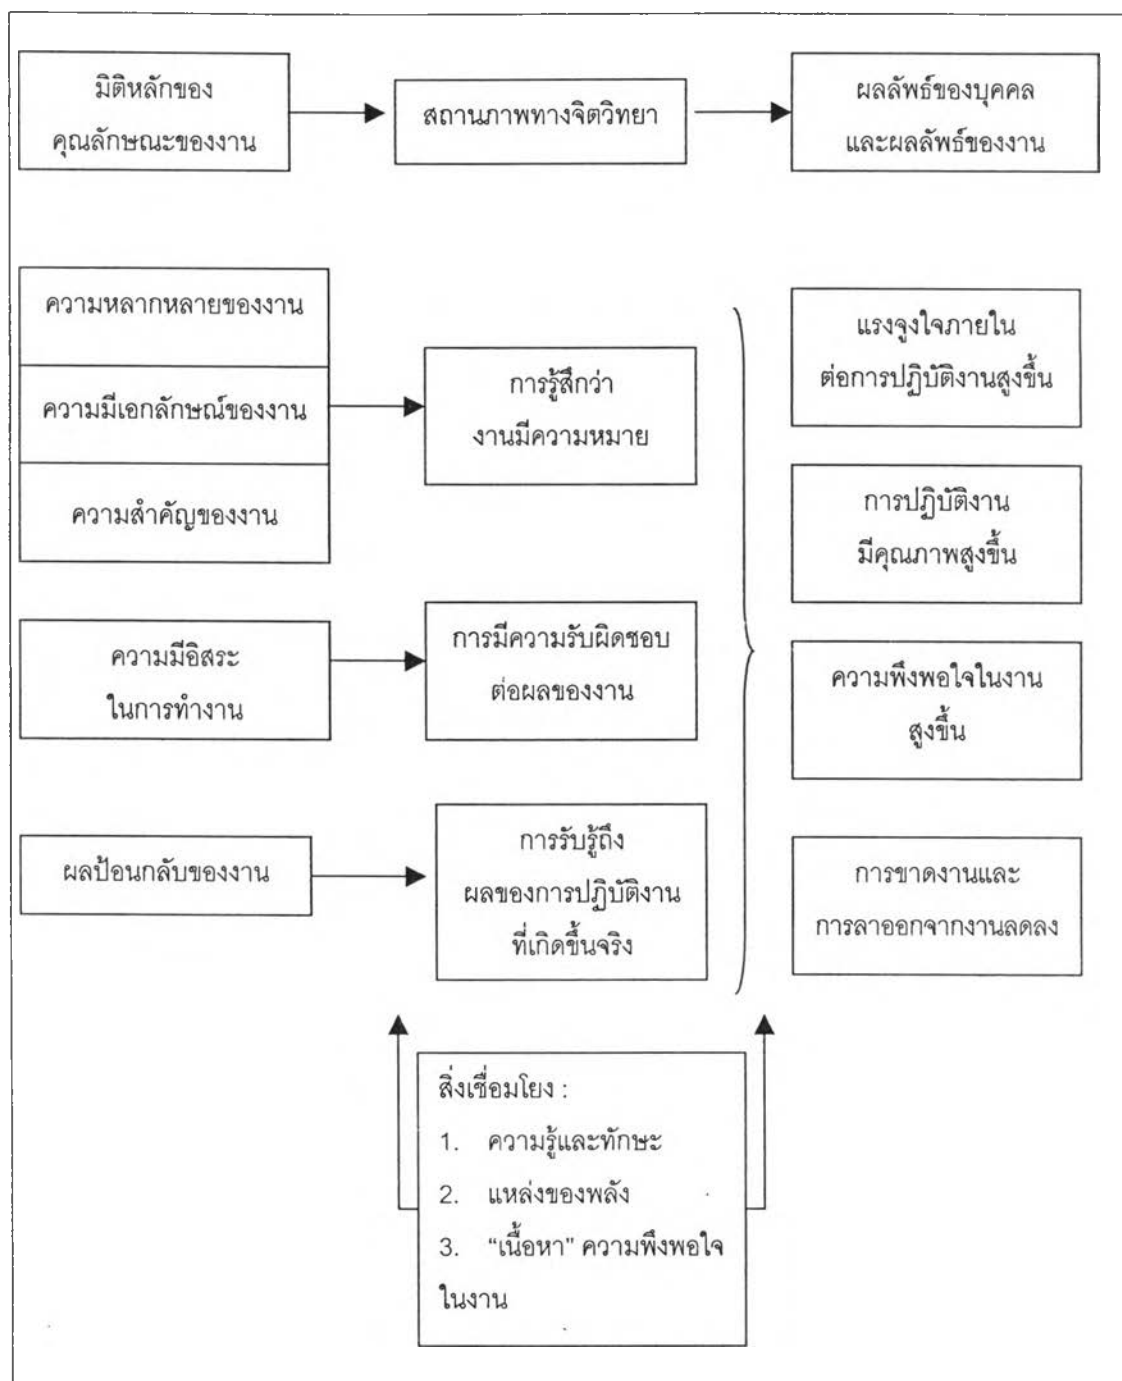 มิติหลักของ
คุณลักษณะของงาน
สถานภาพทางจิตวิทยา
ผลลัพธ์ของบุคคล
และผลลัพธ์ของงาน
ความหลากหลายของงาน
ความมีเอกลักษณ์ของงาน
ความสำคัญของงาน
การรู้สึกว่า
งานมีความหมาย
ความมีอิสระ
ในการทำงาน
การมีความรับผิดชอบ
ต่อผลของงาน
ผลป้อนกลับของงาน
การรับรู้ถึง
ผลของการปฏิบัติงาน
ที่เกิดขึ้นจริง
แรงจูงใจภายใน
ต่อการปฏิบัติงานสูงขึ้น
การปฏิบัติงาน
มีคุณภาพสูงขึ้น
ความพึงพอใจในงาน
สูงขึ้น
การขาดงานและ
การลาออกจากงานลดลง
สิ่งเชื่อมโยง :
1. ความรู้และทักษะ
2. แหล่งของพลัง
3. “เนื้อหา” ความพึงพอใจ
ในงาน